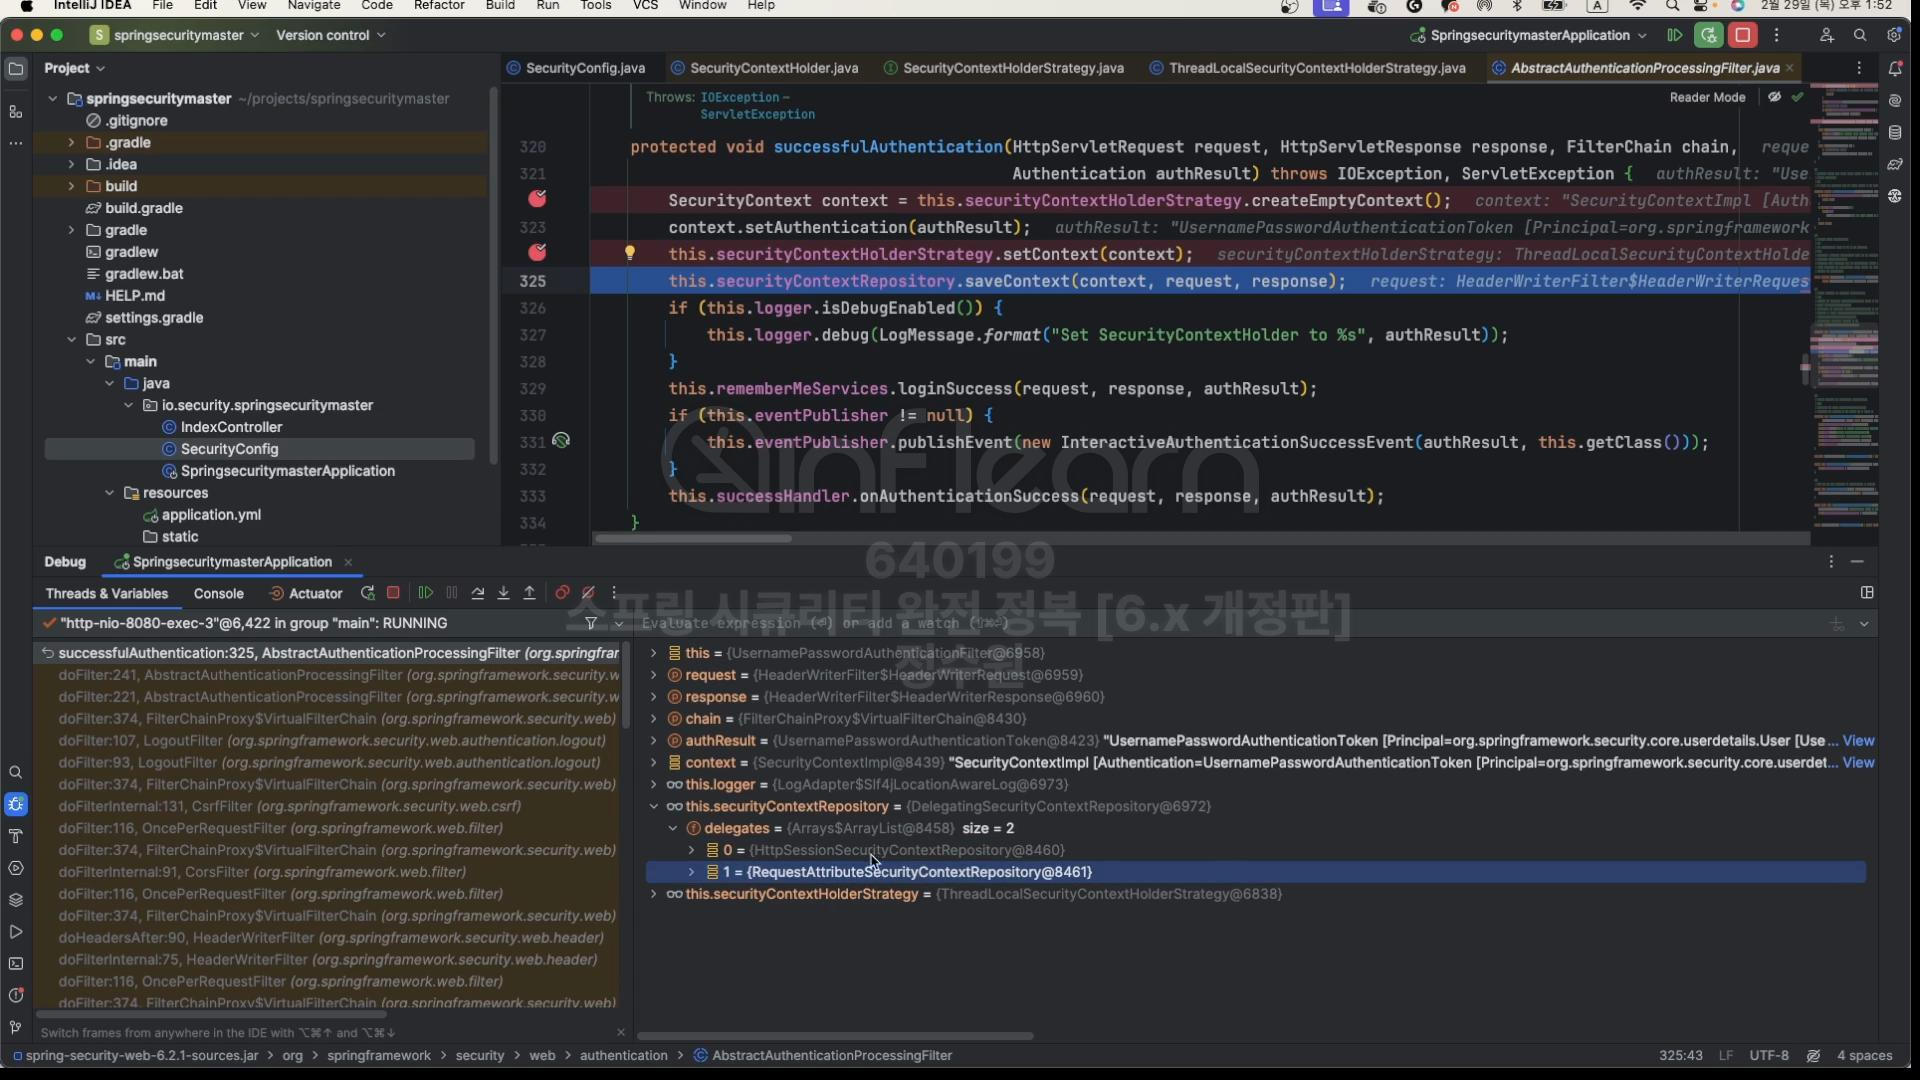 IntelliJ IDEA File Edit View Navigate Code Refactor Build Run Tools VCS Window Help 2월 29일 (목) 오후 1:52
S springsecuritymaster Version control SpringsecuritymasterApplication
Project
SecurityConfig.java SecurityContextHolder.java SecurityContextHolderStrategy.java ThreadLocalSecurityContextHolderStrategy.java AbstractAuthenticationProcessingFilter.java
springsecuritymaster ~/projects/springsecuritymaster
.gitignore
.gradle
.idea
build
build.gradle
gradle
gradlew
gradlew.bat
HELP.md
settings.gradle
src
main
java
io.security.springsecuritymaster
IndexController
SecurityConfig
SpringsecuritymasterApplication
resources
application.yml
static
Throws: IOException –
ServletException
Reader Mode
320 protected void successfulAuthentication(HttpServletRequest request, HttpServletResponse response, FilterChain chain, reque
321 Authentication authResult) throws IOException, ServletException { authResult: "Use
SecurityContext context = this.securityContextHolderStrategy.createEmptyContext(); context: "SecurityContextImpl [Auth
323 context.setAuthentication(authResult); authResult: "UsernamePasswordAuthenticationToken [Principal=org.springframework
this.securityContextHolderStrategy.setContext(context); securityContextHolderStrategy: ThreadLocalSecurityContextHolde
325 this.securityContextRepository.saveContext(context, request, response); request: HeaderWriterFilter$HeaderWriterReques
326 if (this.logger.isDebugEnabled()) {
327 this.logger.debug(LogMessage.format("Set SecurityContextHolder to %s", authResult));
328 }
329 this.rememberMeServices.loginSuccess(request, response, authResult);
330 if (this.eventPublisher != null) {
331 this.eventPublisher.publishEvent(new InteractiveAuthenticationSuccessEvent(authResult, this.getClass()));
332 }
333 this.successHandler.onAuthenticationSuccess(request, response, authResult);
334 }
inflearn
640199
스프링 시큐리티 완전 정복 [6.x 개정판]
정수원
Debug SpringsecuritymasterApplication
Threads & Variables Console Actuator
"http-nio-8080-exec-3"@6,422 in group "main": RUNNING
successfulAuthentication:325, AbstractAuthenticationProcessingFilter (org.springfram
doFilter:241, AbstractAuthenticationProcessingFilter (org.springframework.security.w
doFilter:221, AbstractAuthenticationProcessingFilter (org.springframework.security.w
doFilter:374, FilterChainProxy$VirtualFilterChain (org.springframework.security.web)
doFilter:107, LogoutFilter (org.springframework.security.web.authentication.logout)
doFilter:93, LogoutFilter (org.springframework.security.web.authentication.logout)
doFilter:374, FilterChainProxy$VirtualFilterChain (org.springframework.security.web)
doFilterInternal:131, CsrfFilter (org.springframework.security.web.csrf)
doFilter:116, OncePerRequestFilter (org.springframework.web.filter)
doFilter:374, FilterChainProxy$VirtualFilterChain (org.springframework.security.web)
doFilterInternal:91, CorsFilter (org.springframework.web.filter)
doFilter:116, OncePerRequestFilter (org.springframework.web.filter)
doFilter:374, FilterChainProxy$VirtualFilterChain (org.springframework.security.web)
doHeadersAfter:90, HeaderWriterFilter (org.springframework.security.web.header)
doFilterInternal:75, HeaderWriterFilter (org.springframework.security.web.header)
doFilter:116, OncePerRequestFilter (org.springframework.web.filter)
doFilter:374, FilterChainProxy$VirtualFilterChain (org.springframework.security.web)
Switch frames from anywhere in the IDE with ⌥⌘↑ and ⌥⌘↓
Evaluate expression (⏎) or add a watch (⇧⌘⏎)
this = {UsernamePasswordAuthenticationFilter@6958}
request = {HeaderWriterFilter$HeaderWriterRequest@6959}
response = {HeaderWriterFilter$HeaderWriterResponse@6960}
chain = {FilterChainProxy$VirtualFilterChain@8430}
authResult = {UsernamePasswordAuthenticationToken@8423} "UsernamePasswordAuthenticationToken [Principal=org.springframework.security.core.userdetails.User [Use... View
context = {SecurityContextImpl@8439} "SecurityContextImpl [Authentication=UsernamePasswordAuthenticationToken [Principal=org.springframework.security.core.userdet... View
this.logger = {LogAdapter$Slf4jLocationAwareLog@6973}
this.securityContextRepository = {DelegatingSecurityContextRepository@6972}
delegates = {Arrays$ArrayList@8458} size = 2
0 = {HttpSessionSecurityContextRepository@8460}
1 = {RequestAttributeSecurityContextRepository@8461}
this.securityContextHolderStrategy = {ThreadLocalSecurityContextHolderStrategy@6838}
spring-security-web-6.2.1-sources.jar > org > springframework > security > web > authentication > AbstractAuthenticationProcessingFilter 325:43 LF UTF-8 4 spaces